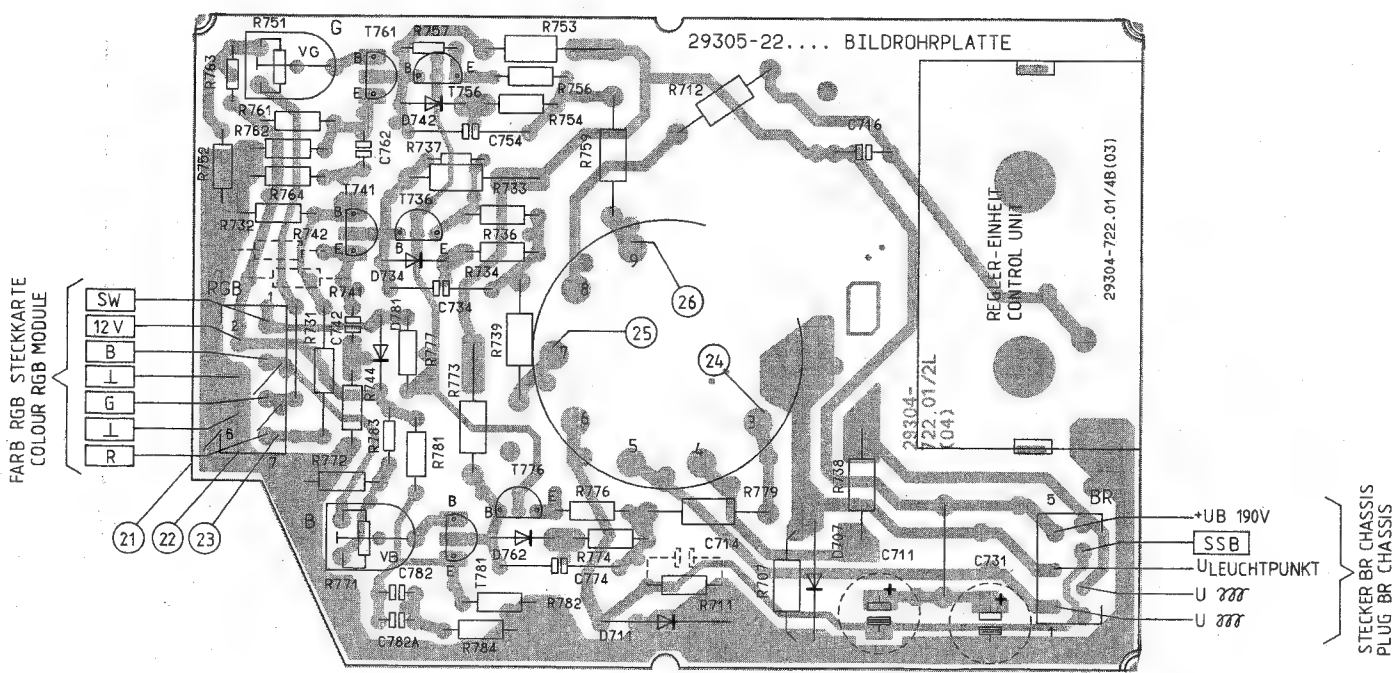 29305-22.... BILDROHRPLATTE
R751
G
T761
R757
R753
VG
R763
B
E
B
E
T756
R756
R754
R712
R761
R762
D742
C754
C762
R737
R759
C716
R752
R764
T741
T736
R733
R732
R742
B
E
B
E
R736
R734
D734
C734
9
8
26
REGLER-EINHEIT
CONTROL UNIT
29304-722.01/4B(03)
RGB
1
2
R741
R731
C742
D781
R777
R739
25
7
24
FARB RGB STECKKARTE
COLOUR RGB MODULE
SW
12 V
B
⊥
G
⊥
R
6
7
R744
R773
R783
R781
6
5
4
3
29304-
722.01/2L
(04)
R772
T776
R776
R779
R738
BR
5
21
22
23
B
VB
B
E
B
E
D762
R774
C714
D707
C711
C731
R771
C782
T781
C774
R711
R707
R782
C782A
R784
D711
+
+
1
+UB 190V
SSB
U LEUCHTPUNKT
U
U
STECKER BR CHASSIS
PLUG BR CHASSIS